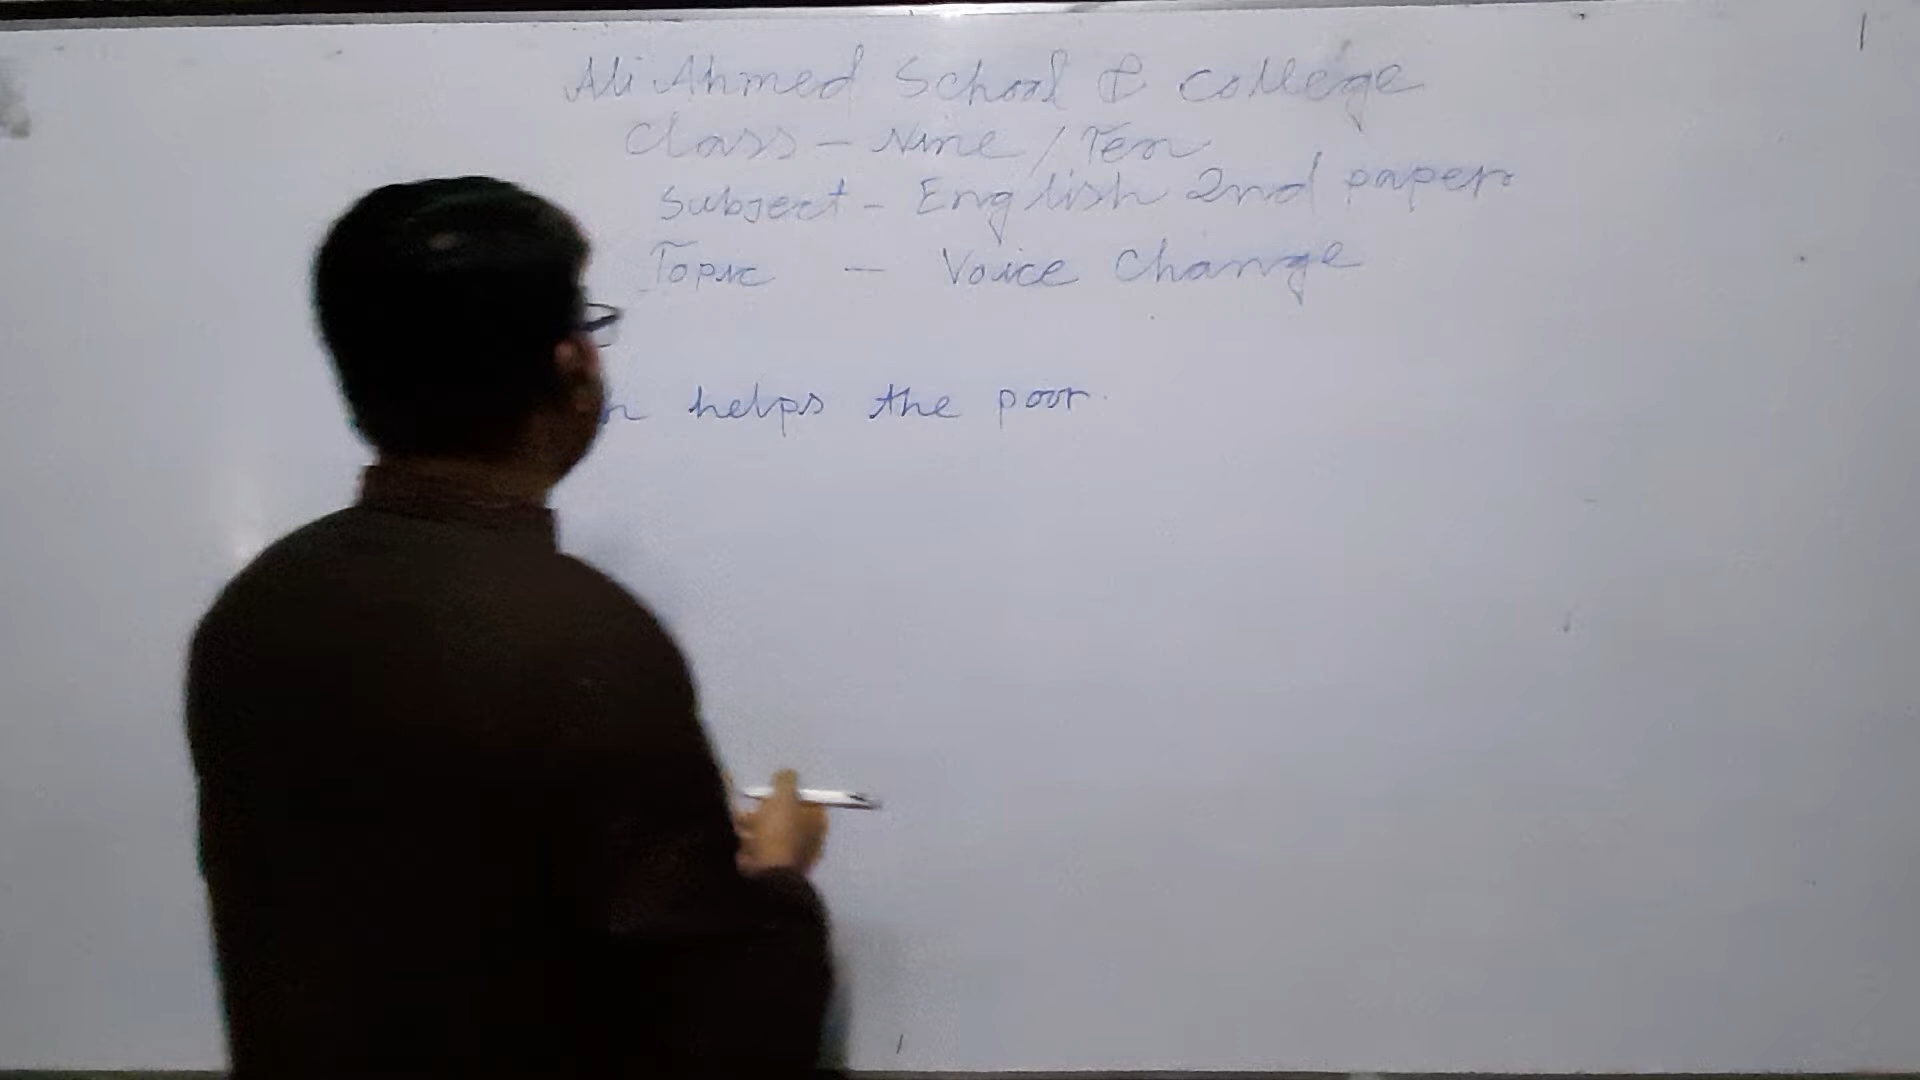 Ali Ahmed School & College
Class - Nine / Ten
Subject - English 2nd paper
Topic - Voice Change
helps the poor.